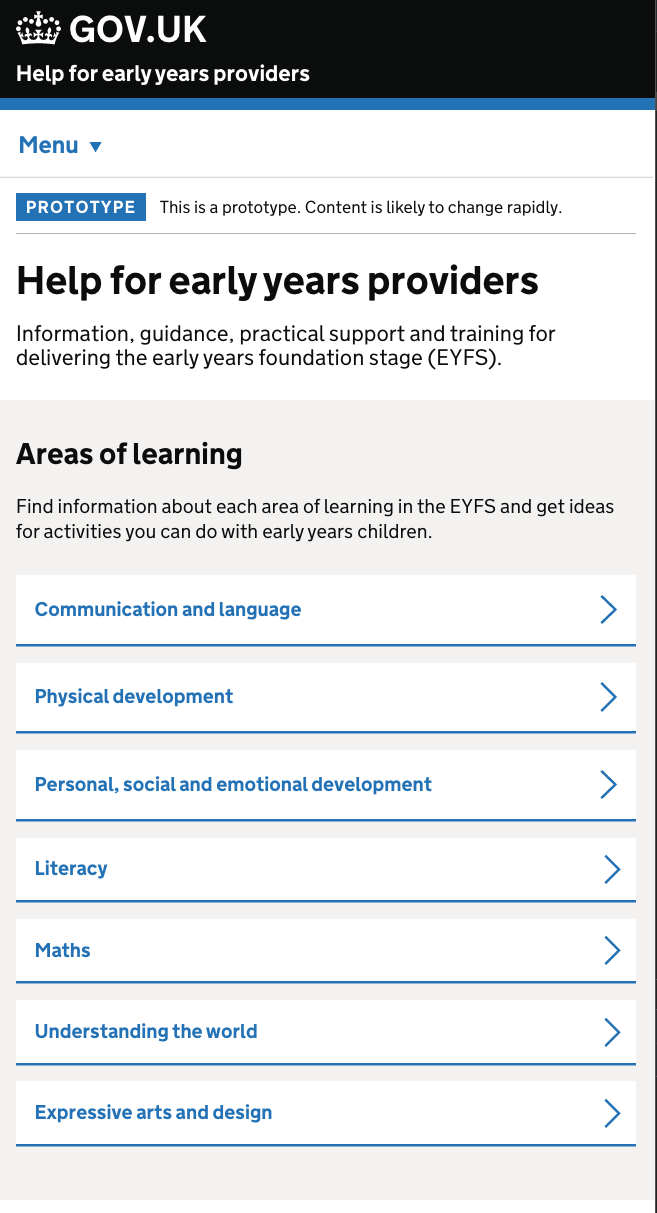 GOV.UK
Help for early years providers
Menu ▼
PROTOTYPE This is a prototype. Content is likely to change rapidly.
Help for early years providers
Information, guidance, practical support and training for
delivering the early years foundation stage (EYFS).
Areas of learning
Find information about each area of learning in the EYFS and get ideas
for activities you can do with early years children.
Communication and language
Physical development
Personal, social and emotional development
Literacy
Maths
Understanding the world
Expressive arts and design